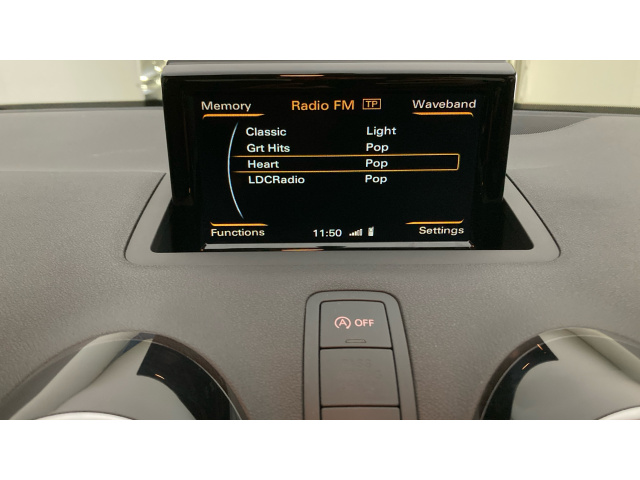 Memory Radio FM TP Waveband
Classic Light
Grt Hits Pop
Heart Pop
LDCRadio Pop
Functions 11:50 Settings
A OFF